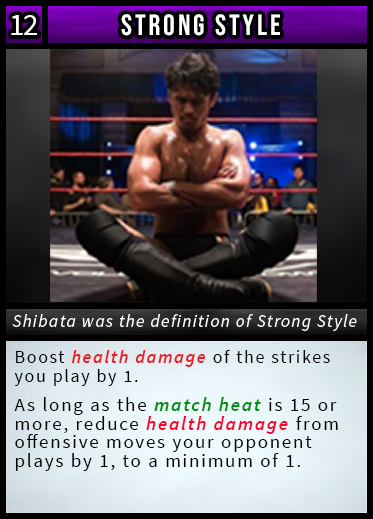 12
STRONG STYLE
Shibata was the definition of Strong Style
Boost health damage of the strikes
you play by 1.
As long as the match heat is 15 or
more, reduce health damage from
offensive moves your opponent
plays by 1, to a minimum of 1.